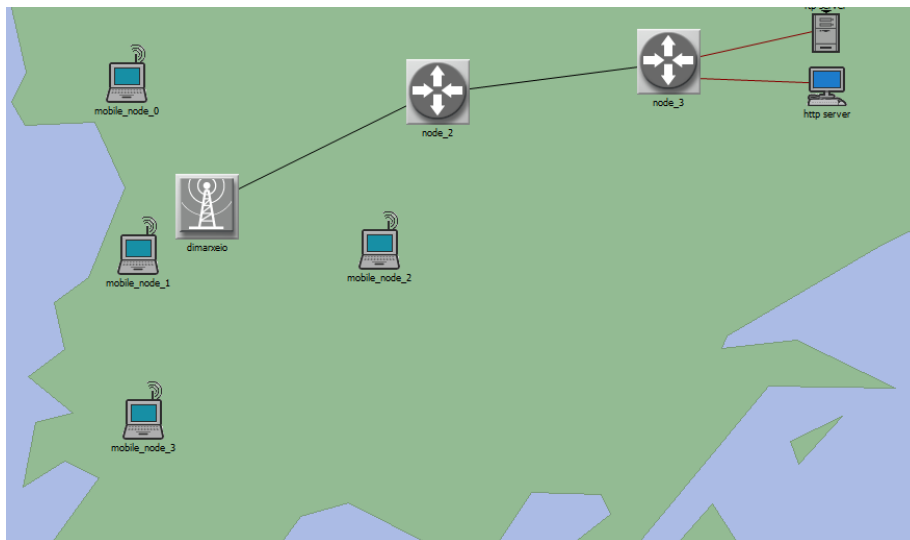 mobile_node_0
node_2
node_3
http server
dimarxeio
mobile_node_1
mobile_node_2
mobile_node_3